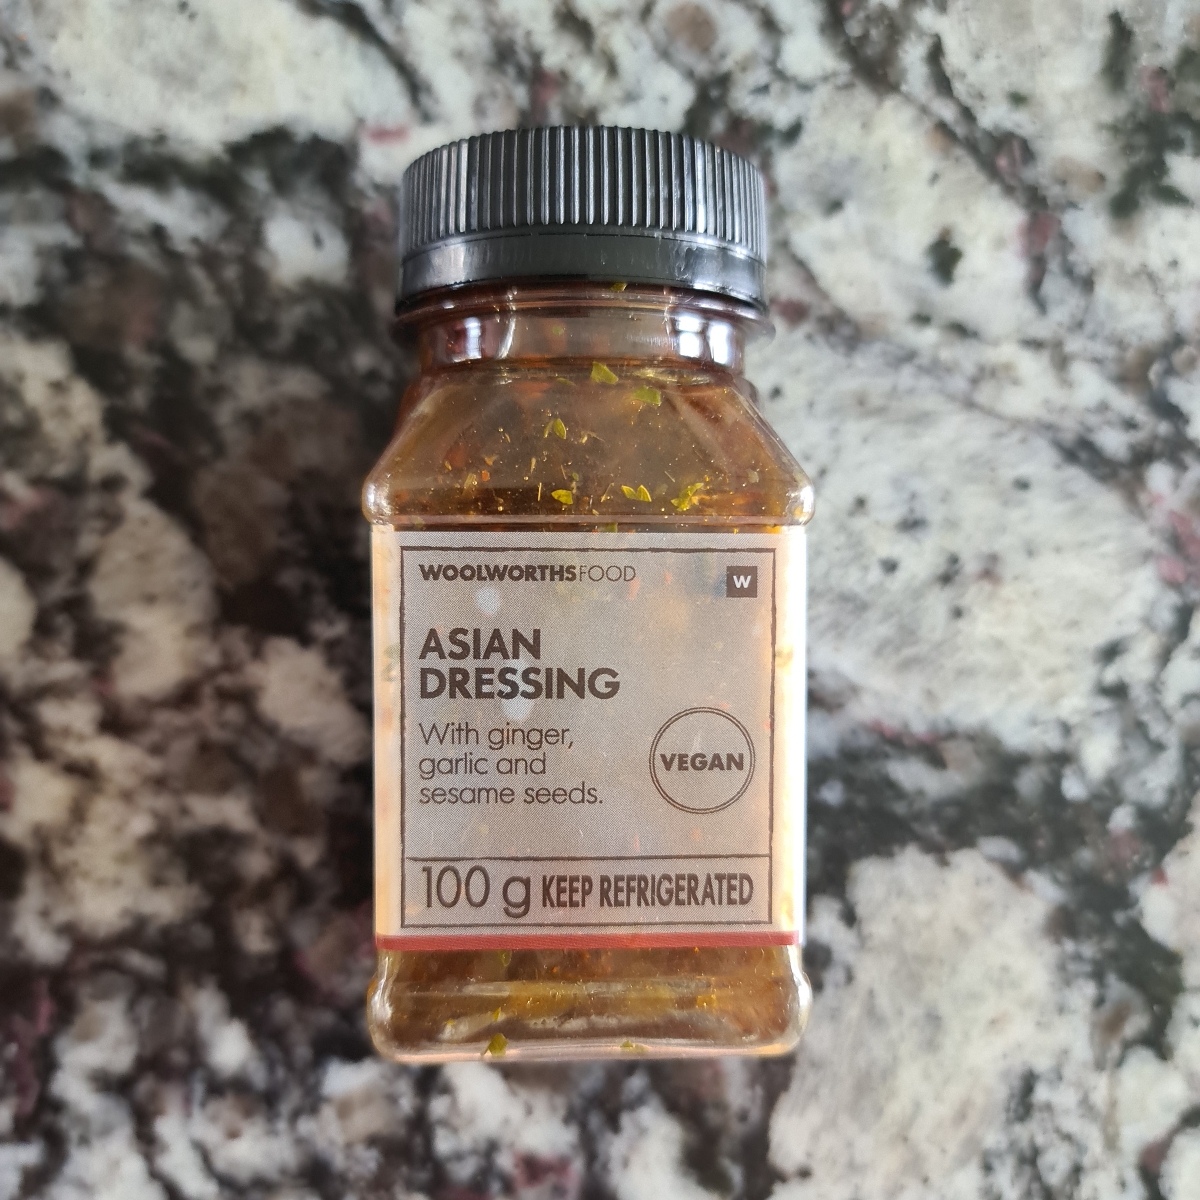 WOOLWORTHSFOOD
W
ASIAN
DRESSING
With ginger,
garlic and
sesame seeds.
VEGAN
100 g KEEP REFRIGERATED